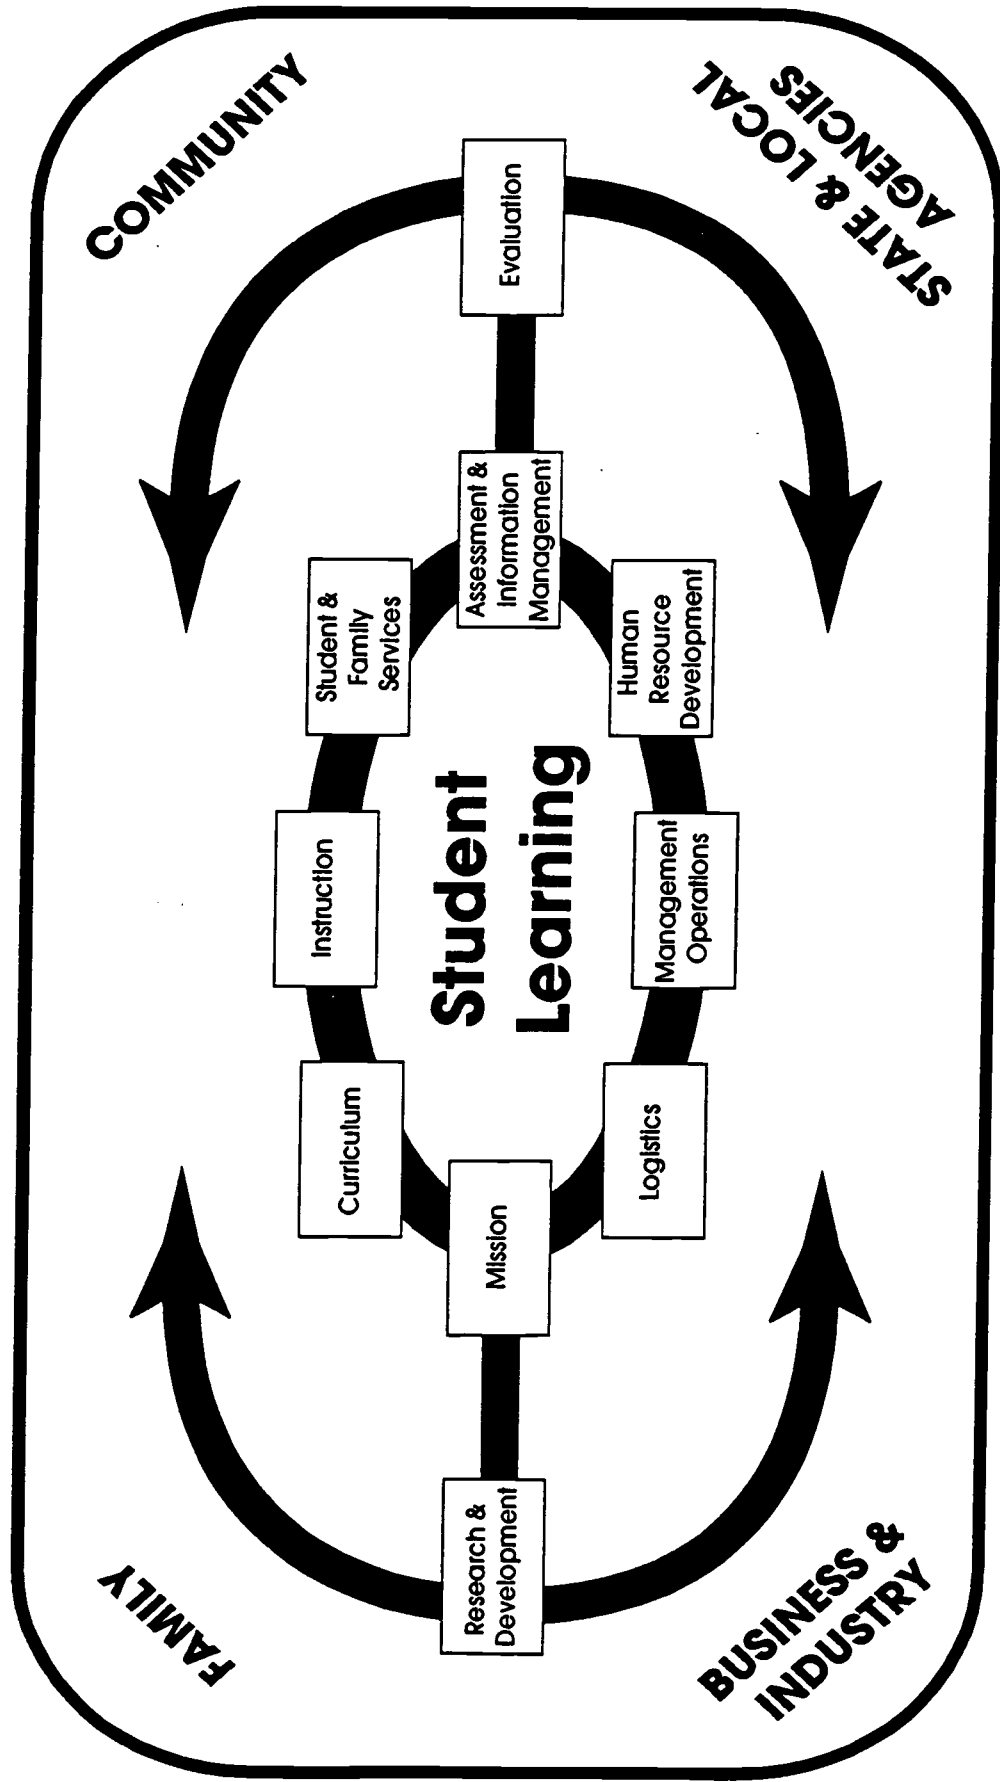 FAMILY
COMMUNITY
Research &
Development
Mission
Curriculum
Instruction
Student &
Family
Services
Student
Learning
Assessment &
Information
Management
Evaluation
Logistics
Management
Operations
Human
Resource
Development
BUSINESS &
INDUSTRY
STATE & LOCAL
AGENCIES